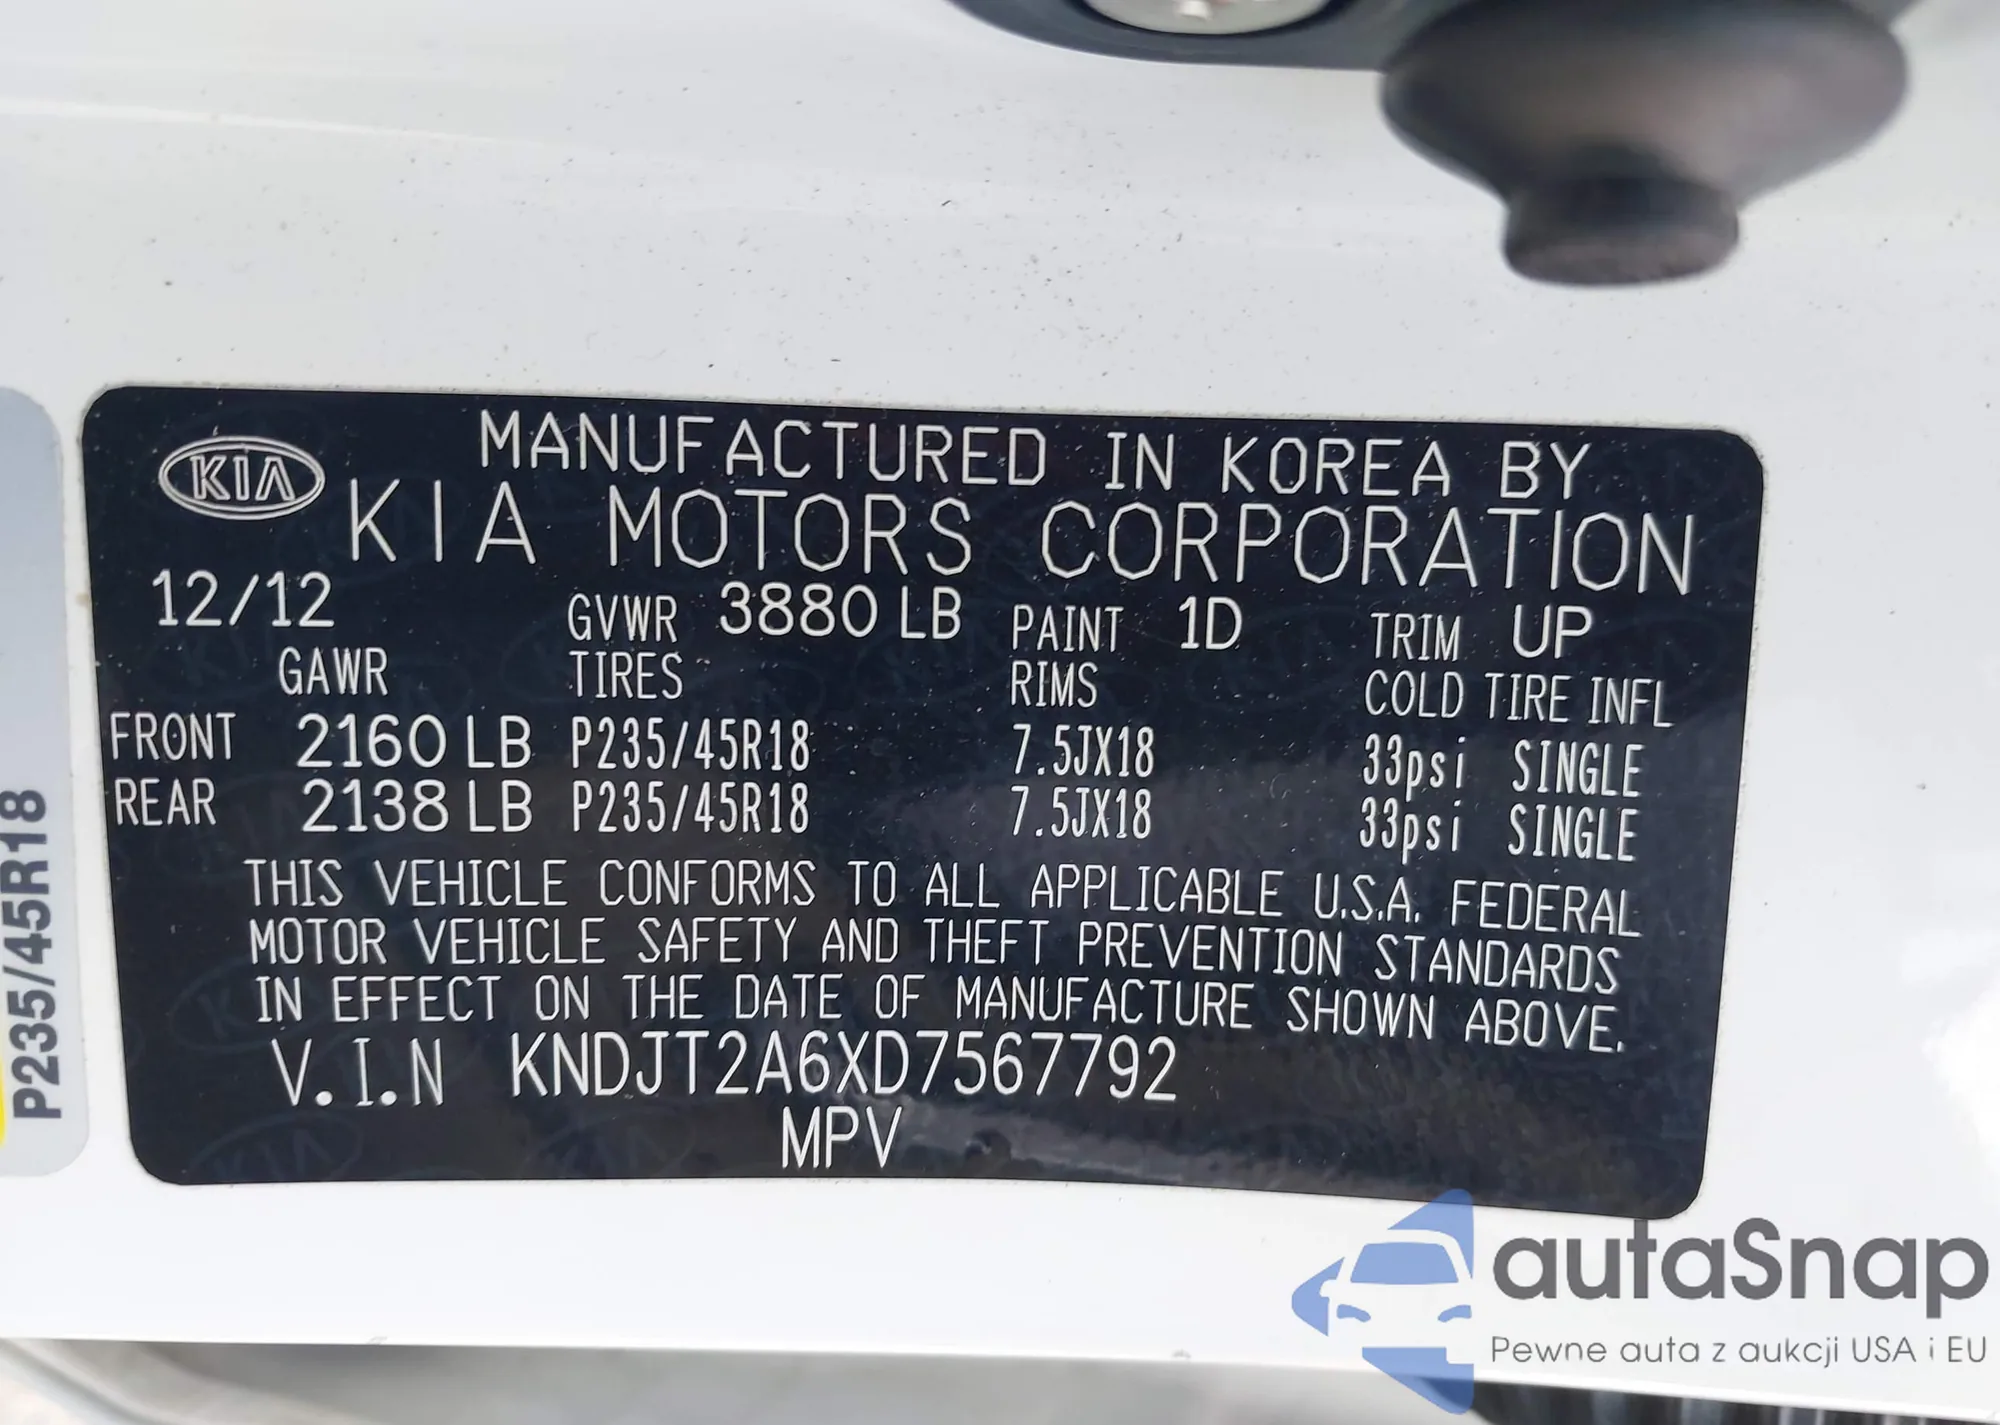 KIA
MANUFACTURED IN KOREA BY
KIA MOTORS CORPORATION
12/12 GVWR 3880 LB PAINT 1D TRIM UP
GAWR TIRES RIMS COLD TIRE INFL
FRONT 2160 LB P235/45R18 7.5JX18 33psi SINGLE
REAR 2138 LB P235/45R18 7.5JX18 33psi SINGLE
THIS VEHICLE CONFORMS TO ALL APPLICABLE U.S.A. FEDERAL
MOTOR VEHICLE SAFETY AND THEFT PREVENTION STANDARDS
IN EFFECT ON THE DATE OF MANUFACTURE SHOWN ABOVE.
V.I.N KNDJT2A6XD7567792
MPV
P235/45R18
autaSnap
Pewne auta z aukcji USA i EU